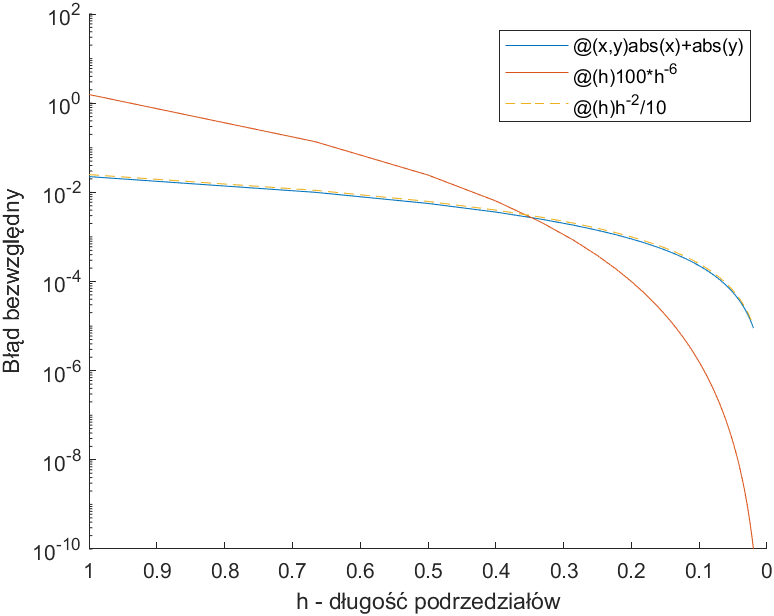 10^2
10^0
10^-2
10^-4
10^-6
10^-8
10^-10
Błąd bezwzględny
@(x,y)abs(x)+abs(y)
@(h)100*h^-6
@(h)h^-2/10
1 0.9 0.8 0.7 0.6 0.5 0.4 0.3 0.2 0.1 0
h - długość podrzedziałów